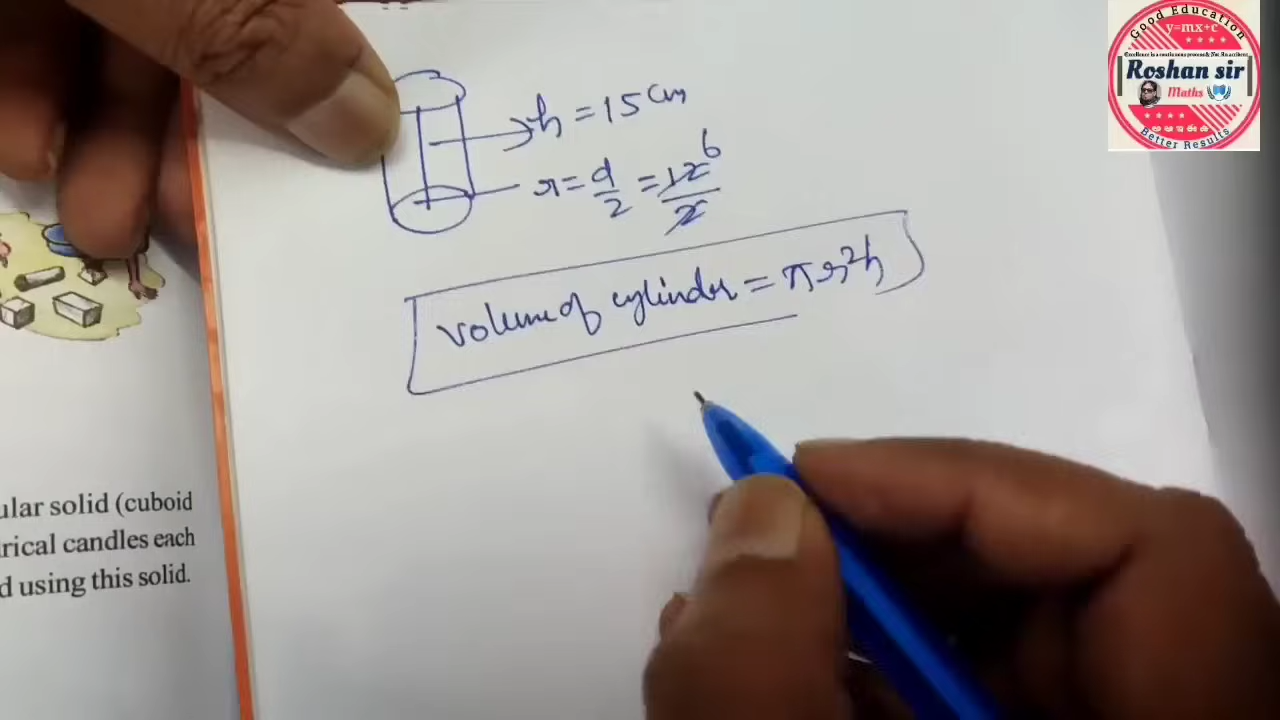 Good Education
y=mx+c
Roshan sir
Maths
Better Results
h = 15 cm
r = d/2 = 12/2 6
volume of cylinder = πr²h
ular solid (cuboid
rical candles each
d using this solid.